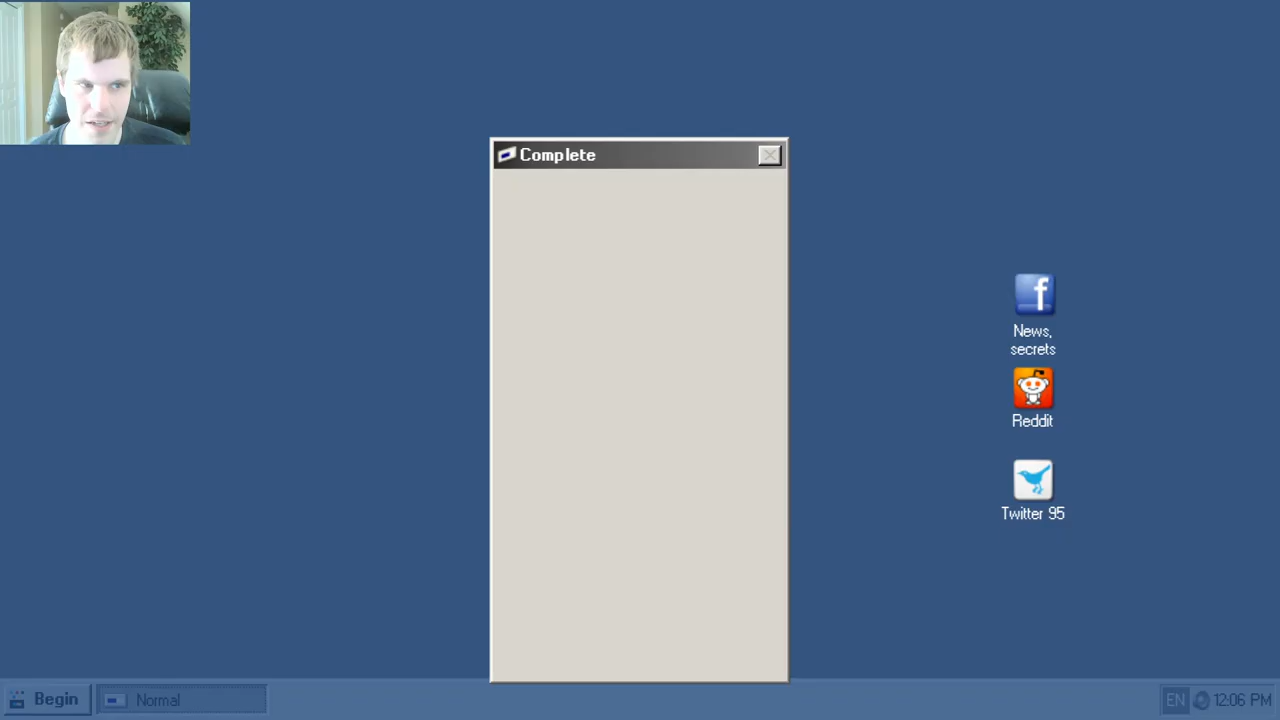 Complete
News,
secrets
Reddit
Twitter 95
Begin
Normal
EN
12:06 PM